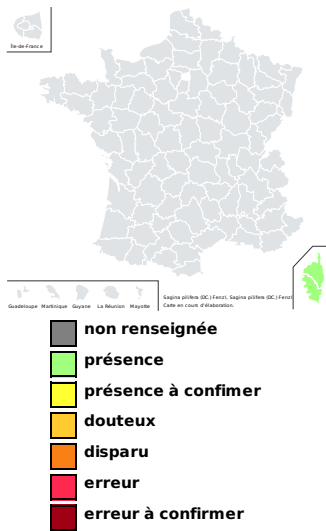 Île-de-France
Guadeloupe Martinique Guyane La Réunion Mayotte
Sagina pilifera (DC.)-Fenzl, Sagina pilifera (DC.)-Fenzl
Carte en cours d'élaboration.
non renseignée
présence
présence à confimer
douteux
disparu
erreur
erreur à confirmer